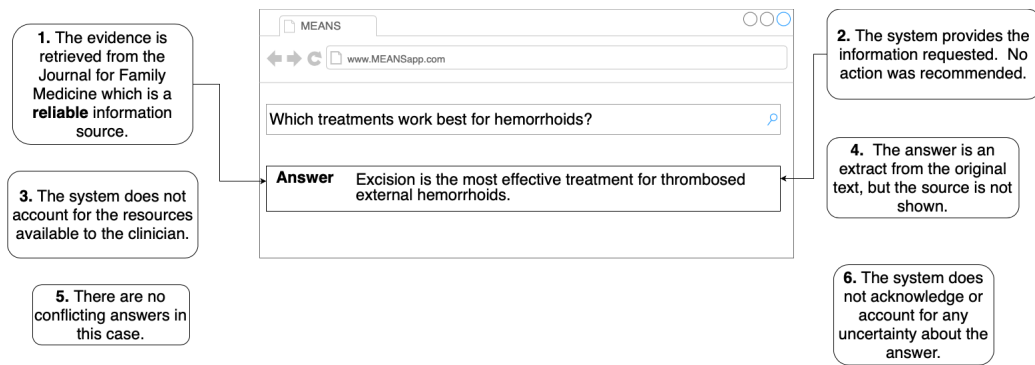 1. The evidence is
retrieved from the
Journal for Family
Medicine which is a
reliable information
source.
MEANS
www.MEANSapp.com
2. The system provides the
information requested. No
action was recommended.
Which treatments work best for hemorrhoids?
Answer Excision is the most effective treatment for thrombosed
external hemorrhoids.
3. The system does not
account for the resources
available to the clinician.
4. The answer is an
extract from the original
text, but the source is not
shown.
5. There are no
conflicting answers in
this case.
6. The system does
not acknowledge or
account for any
uncertainty about the
answer.